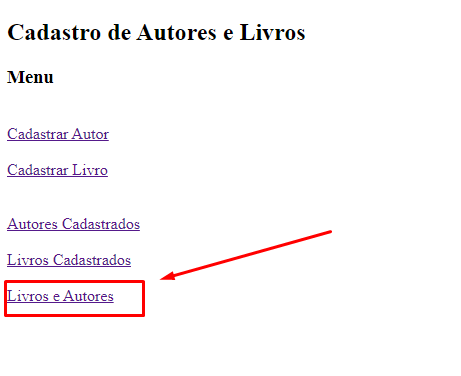 Cadastro de Autores e Livros
Menu
Cadastrar Autor
Cadastrar Livro
Autores Cadastrados
Livros Cadastrados
Livros e Autores